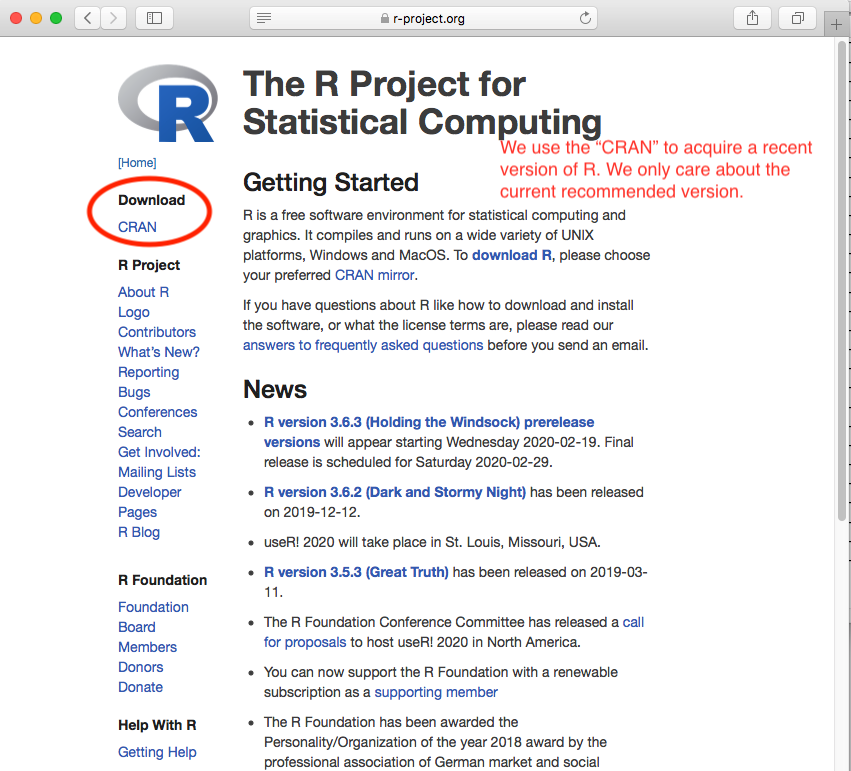 r-project.org
R
The R Project for
Statistical Computing
We use the “CRAN” to acquire a recent
version of R. We only care about the
current recommended version.
[Home]
Download
CRAN
R Project
About R
Logo
Contributors
What’s New?
Reporting
Bugs
Conferences
Search
Get Involved:
Mailing Lists
Developer
Pages
R Blog
R Foundation
Foundation
Board
Members
Donors
Donate
Help With R
Getting Help
Getting Started
R is a free software environment for statistical computing and
graphics. It compiles and runs on a wide variety of UNIX
platforms, Windows and MacOS. To download R, please choose
your preferred CRAN mirror.
If you have questions about R like how to download and install
the software, or what the license terms are, please read our
answers to frequently asked questions before you send an email.
News
• R version 3.6.3 (Holding the Windsock) prerelease
versions will appear starting Wednesday 2020-02-19. Final
release is scheduled for Saturday 2020-02-29.
• R version 3.6.2 (Dark and Stormy Night) has been released
on 2019-12-12.
• useR! 2020 will take place in St. Louis, Missouri, USA.
• R version 3.5.3 (Great Truth) has been released on 2019-03-
11.
• The R Foundation Conference Committee has released a call
for proposals to host useR! 2020 in North America.
• You can now support the R Foundation with a renewable
subscription as a supporting member
• The R Foundation has been awarded the
Personality/Organization of the year 2018 award by the
professional association of German market and social